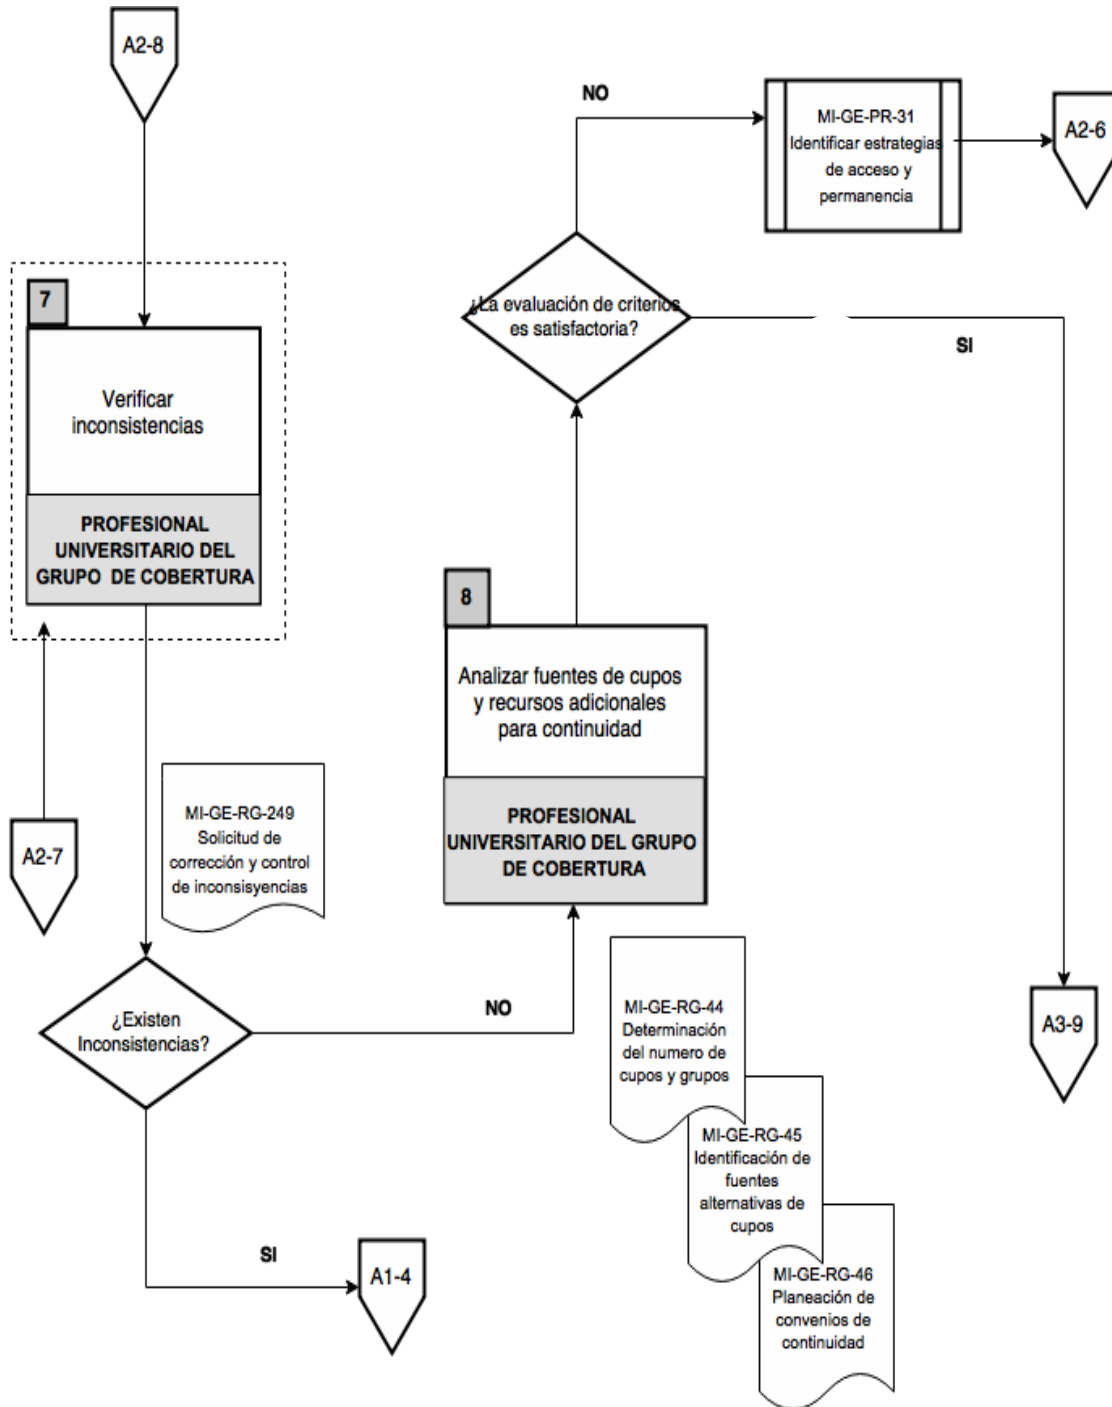 A2-8
7
Verificar
inconsistencias
PROFESIONAL
UNIVERSITARIO DEL
GRUPO DE COBERTURA
A2-7
MI-GE-RG-249
Solicitud de
corrección y control
de inconsisyencias
¿Existen
Inconsistencias?
SI
A1-4
NO
8
Analizar fuentes de cupos
y recursos adicionales
para continuidad
PROFESIONAL
UNIVERSITARIO DEL GRUPO
DE COBERTURA
MI-GE-RG-44
Determinación
del numero de
cupos y grupos
MI-GE-RG-45
Identificación de
fuentes
alternativas de
cupos
MI-GE-RG-46
Planeación de
convenios de
continuidad
¿La evaluación de criterios
es satisfactoria?
NO
MI-GE-PR-31
Identificar estrategias
de acceso y
permanencia
A2-6
SI
A3-9